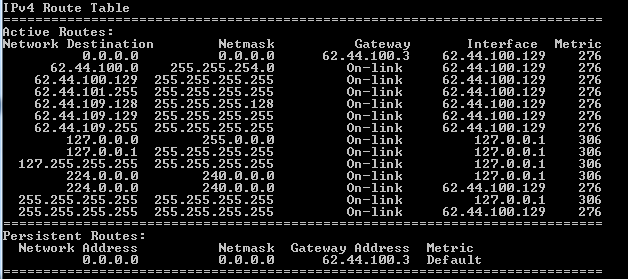 IPv4 Route Table
===========================================================================
Active Routes:
Network Destination        Netmask          Gateway       Interface  Metric
          0.0.0.0          0.0.0.0      62.44.100.3    62.44.100.129    276
      62.44.100.0    255.255.254.0         On-link     62.44.100.129    276
    62.44.100.129  255.255.255.255         On-link     62.44.100.129    276
    62.44.101.255  255.255.255.255         On-link     62.44.100.129    276
    62.44.109.128  255.255.255.128         On-link     62.44.100.129    276
    62.44.109.129  255.255.255.255         On-link     62.44.100.129    276
    62.44.109.255  255.255.255.255         On-link     62.44.100.129    276
        127.0.0.0        255.0.0.0         On-link         127.0.0.1    306
        127.0.0.1  255.255.255.255         On-link         127.0.0.1    306
  127.255.255.255  255.255.255.255         On-link         127.0.0.1    306
        224.0.0.0        240.0.0.0         On-link         127.0.0.1    306
        224.0.0.0        240.0.0.0         On-link     62.44.100.129    276
  255.255.255.255  255.255.255.255         On-link         127.0.0.1    306
  255.255.255.255  255.255.255.255         On-link     62.44.100.129    276
===========================================================================
Persistent Routes:
  Network Address          Netmask  Gateway Address  Metric
          0.0.0.0          0.0.0.0      62.44.100.3  Default
===========================================================================